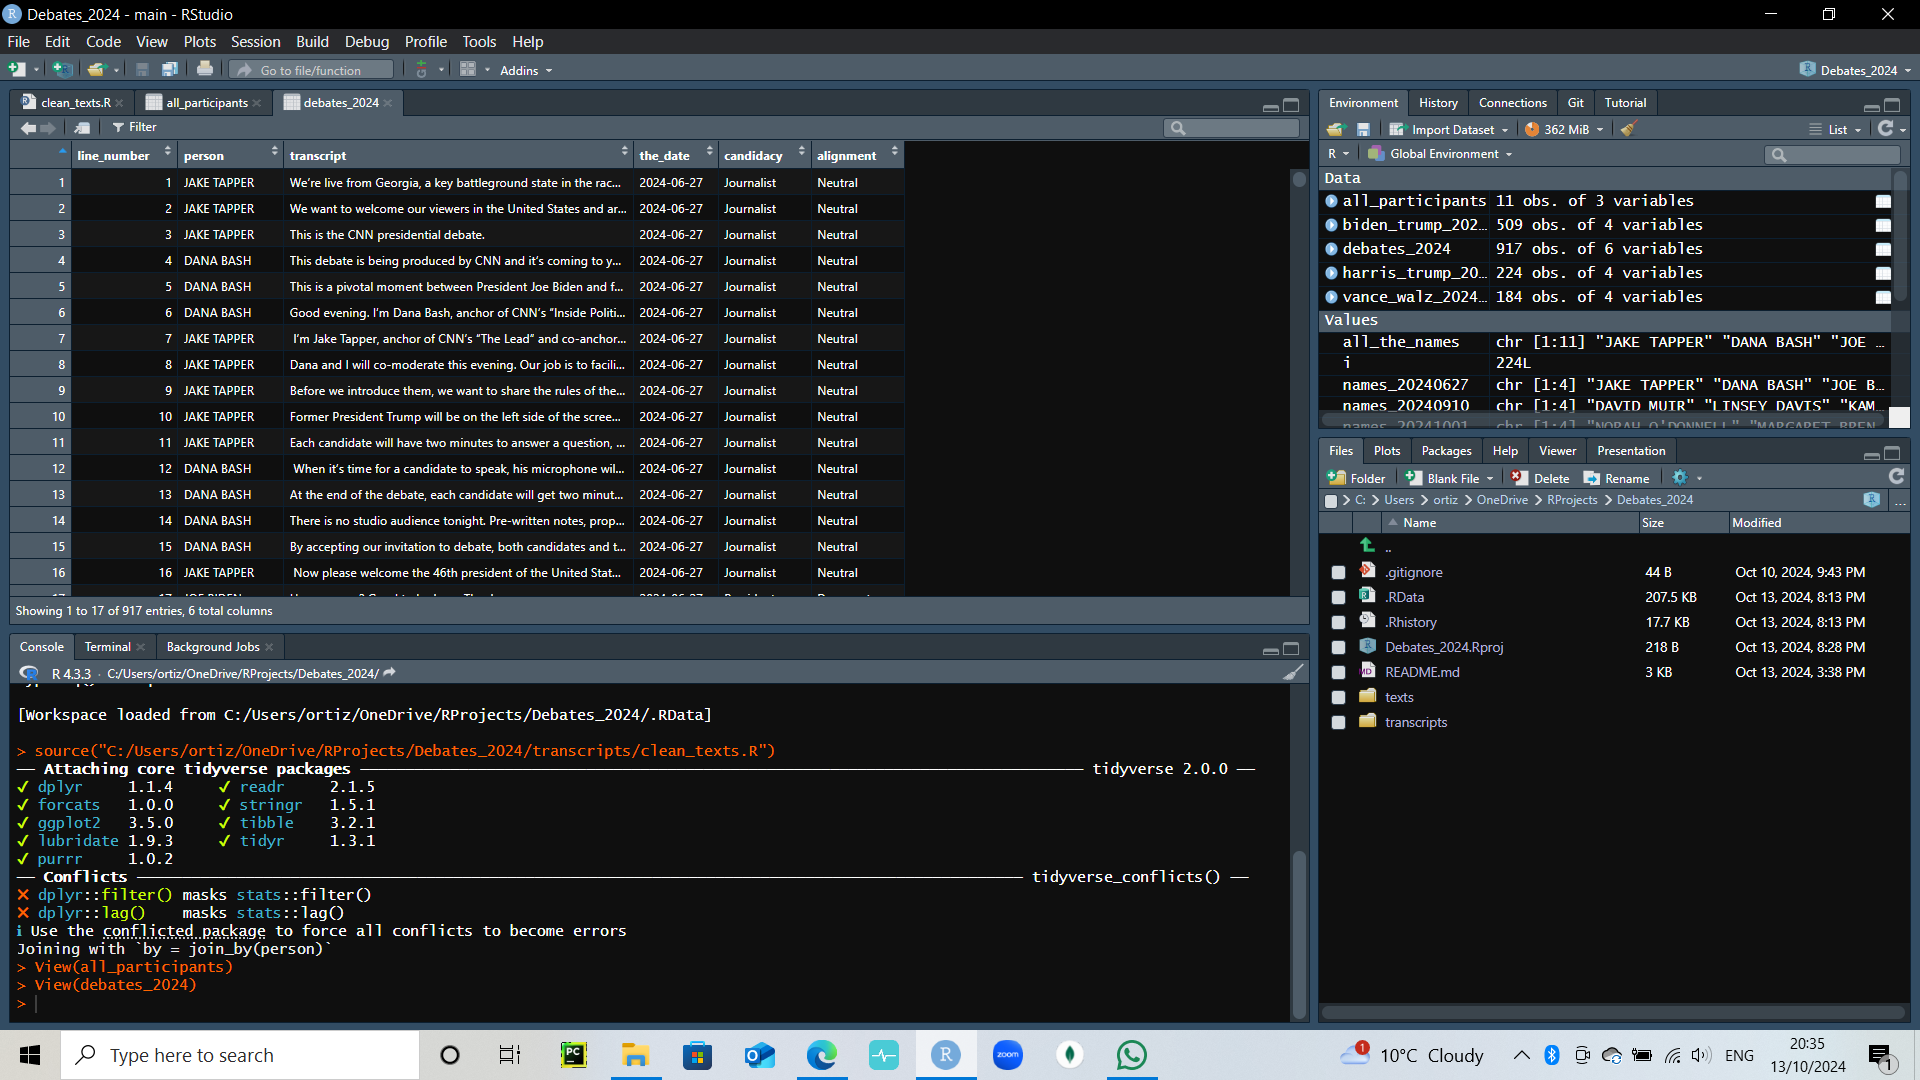 Debates_2024 - main - RStudio
File Edit Code View Plots Session Build Debug Profile Tools Help
Go to file/function Addins Debates_2024
clean_texts.R all_participants debates_2024
Filter
line_number person transcript the_date candidacy alignment
1 1 JAKE TAPPER We're live from Georgia, a key battleground state in the rac... 2024-06-27 Journalist Neutral
2 2 JAKE TAPPER We want to welcome our viewers in the United States and ar... 2024-06-27 Journalist Neutral
3 3 JAKE TAPPER This is the CNN presidential debate. 2024-06-27 Journalist Neutral
4 4 DANA BASH This debate is being produced by CNN and it's coming to y... 2024-06-27 Journalist Neutral
5 5 DANA BASH This is a pivotal moment between President Joe Biden and f... 2024-06-27 Journalist Neutral
6 6 DANA BASH Good evening. I'm Dana Bash, anchor of CNN's “Inside Politi... 2024-06-27 Journalist Neutral
7 7 JAKE TAPPER I'm Jake Tapper, anchor of CNN's “The Lead” and co-anchor... 2024-06-27 Journalist Neutral
8 8 JAKE TAPPER Dana and I will co-moderate this evening. Our job is to facili... 2024-06-27 Journalist Neutral
9 9 JAKE TAPPER Before we introduce them, we want to share the rules of the... 2024-06-27 Journalist Neutral
10 10 JAKE TAPPER Former President Trump will be on the left side of the scree... 2024-06-27 Journalist Neutral
11 11 JAKE TAPPER Each candidate will have two minutes to answer a question, ... 2024-06-27 Journalist Neutral
12 12 DANA BASH When it's time for a candidate to speak, his microphone wil... 2024-06-27 Journalist Neutral
13 13 DANA BASH At the end of the debate, each candidate will get two minut... 2024-06-27 Journalist Neutral
14 14 DANA BASH There is no studio audience tonight. Pre-written notes, prop... 2024-06-27 Journalist Neutral
15 15 DANA BASH By accepting our invitation to debate, both candidates and t... 2024-06-27 Journalist Neutral
16 16 JAKE TAPPER Now please welcome the 46th president of the United Stat... 2024-06-27 Journalist Neutral
Showing 1 to 17 of 917 entries, 6 total columns
Console Terminal Background Jobs
R 4.3.3 · C:/Users/ortiz/OneDrive/RProjects/Debates_2024/
[Workspace loaded from C:/Users/ortiz/OneDrive/RProjects/Debates_2024/.RData]
> source("C:/Users/ortiz/OneDrive/RProjects/Debates_2024/transcripts/clean_texts.R")
── Attaching core tidyverse packages ── tidyverse 2.0.0 ──
✔ dplyr 1.1.4 ✔ readr 2.1.5
✔ forcats 1.0.0 ✔ stringr 1.5.1
✔ ggplot2 3.5.0 ✔ tibble 3.2.1
✔ lubridate 1.9.3 ✔ tidyr 1.3.1
✔ purrr 1.0.2
── Conflicts ── tidyverse_conflicts() ──
✖ dplyr::filter() masks stats::filter()
✖ dplyr::lag() masks stats::lag()
ℹ Use the conflicted package to force all conflicts to become errors
Joining with `by = join_by(person)`
> View(all_participants)
> View(debates_2024)
>
Environment History Connections Git Tutorial
Import Dataset 362 MiB List
R Global Environment
Data
all_participants 11 obs. of 3 variables
biden_trump_202... 509 obs. of 4 variables
debates_2024 917 obs. of 6 variables
harris_trump_20... 224 obs. of 4 variables
vance_walz_2024... 184 obs. of 4 variables
Values
all_the_names chr [1:11] "JAKE TAPPER" "DANA BASH" "JOE ...
i 224L
names_20240627 chr [1:4] "JAKE TAPPER" "DANA BASH" "JOE B...
names_20240910 chr [1:4] "DAVID MUIR" "LINSEY DAVIS" "KAM...
names_20241001 chr [1:4] "NORAH O'DONNELL" "MARGARET BREN...
Files Plots Packages Help Viewer Presentation
Folder Blank File Delete Rename
C: > Users > ortiz > OneDrive > RProjects > Debates_2024 ...
Name Size Modified
..
.gitignore 44 B Oct 10, 2024, 9:43 PM
.RData 207.5 KB Oct 13, 2024, 8:13 PM
.Rhistory 17.7 KB Oct 13, 2024, 8:13 PM
Debates_2024.Rproj 218 B Oct 13, 2024, 8:28 PM
README.md 3 KB Oct 13, 2024, 3:38 PM
texts
transcripts
Type here to search
PC zoom
1 10°C Cloudy ENG
20:35
13/10/2024
1